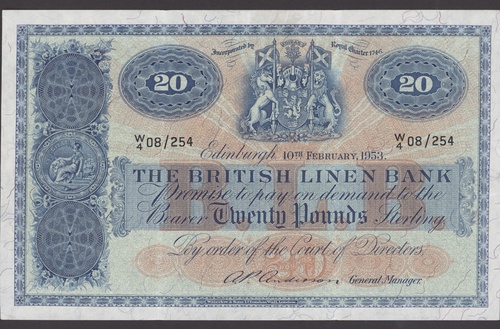 Incorporated by Royal Charter 1746.
20 20
W/4 08/254 W/4 08/254
Edinburgh, 10TH FEBRUARY, 1953.
THE BRITISH LINEN BANK
Promise to pay on demand to the
Bearer Twenty Pounds Sterling
By order of the Court of Directors.
A.P. Anderson General Manager.